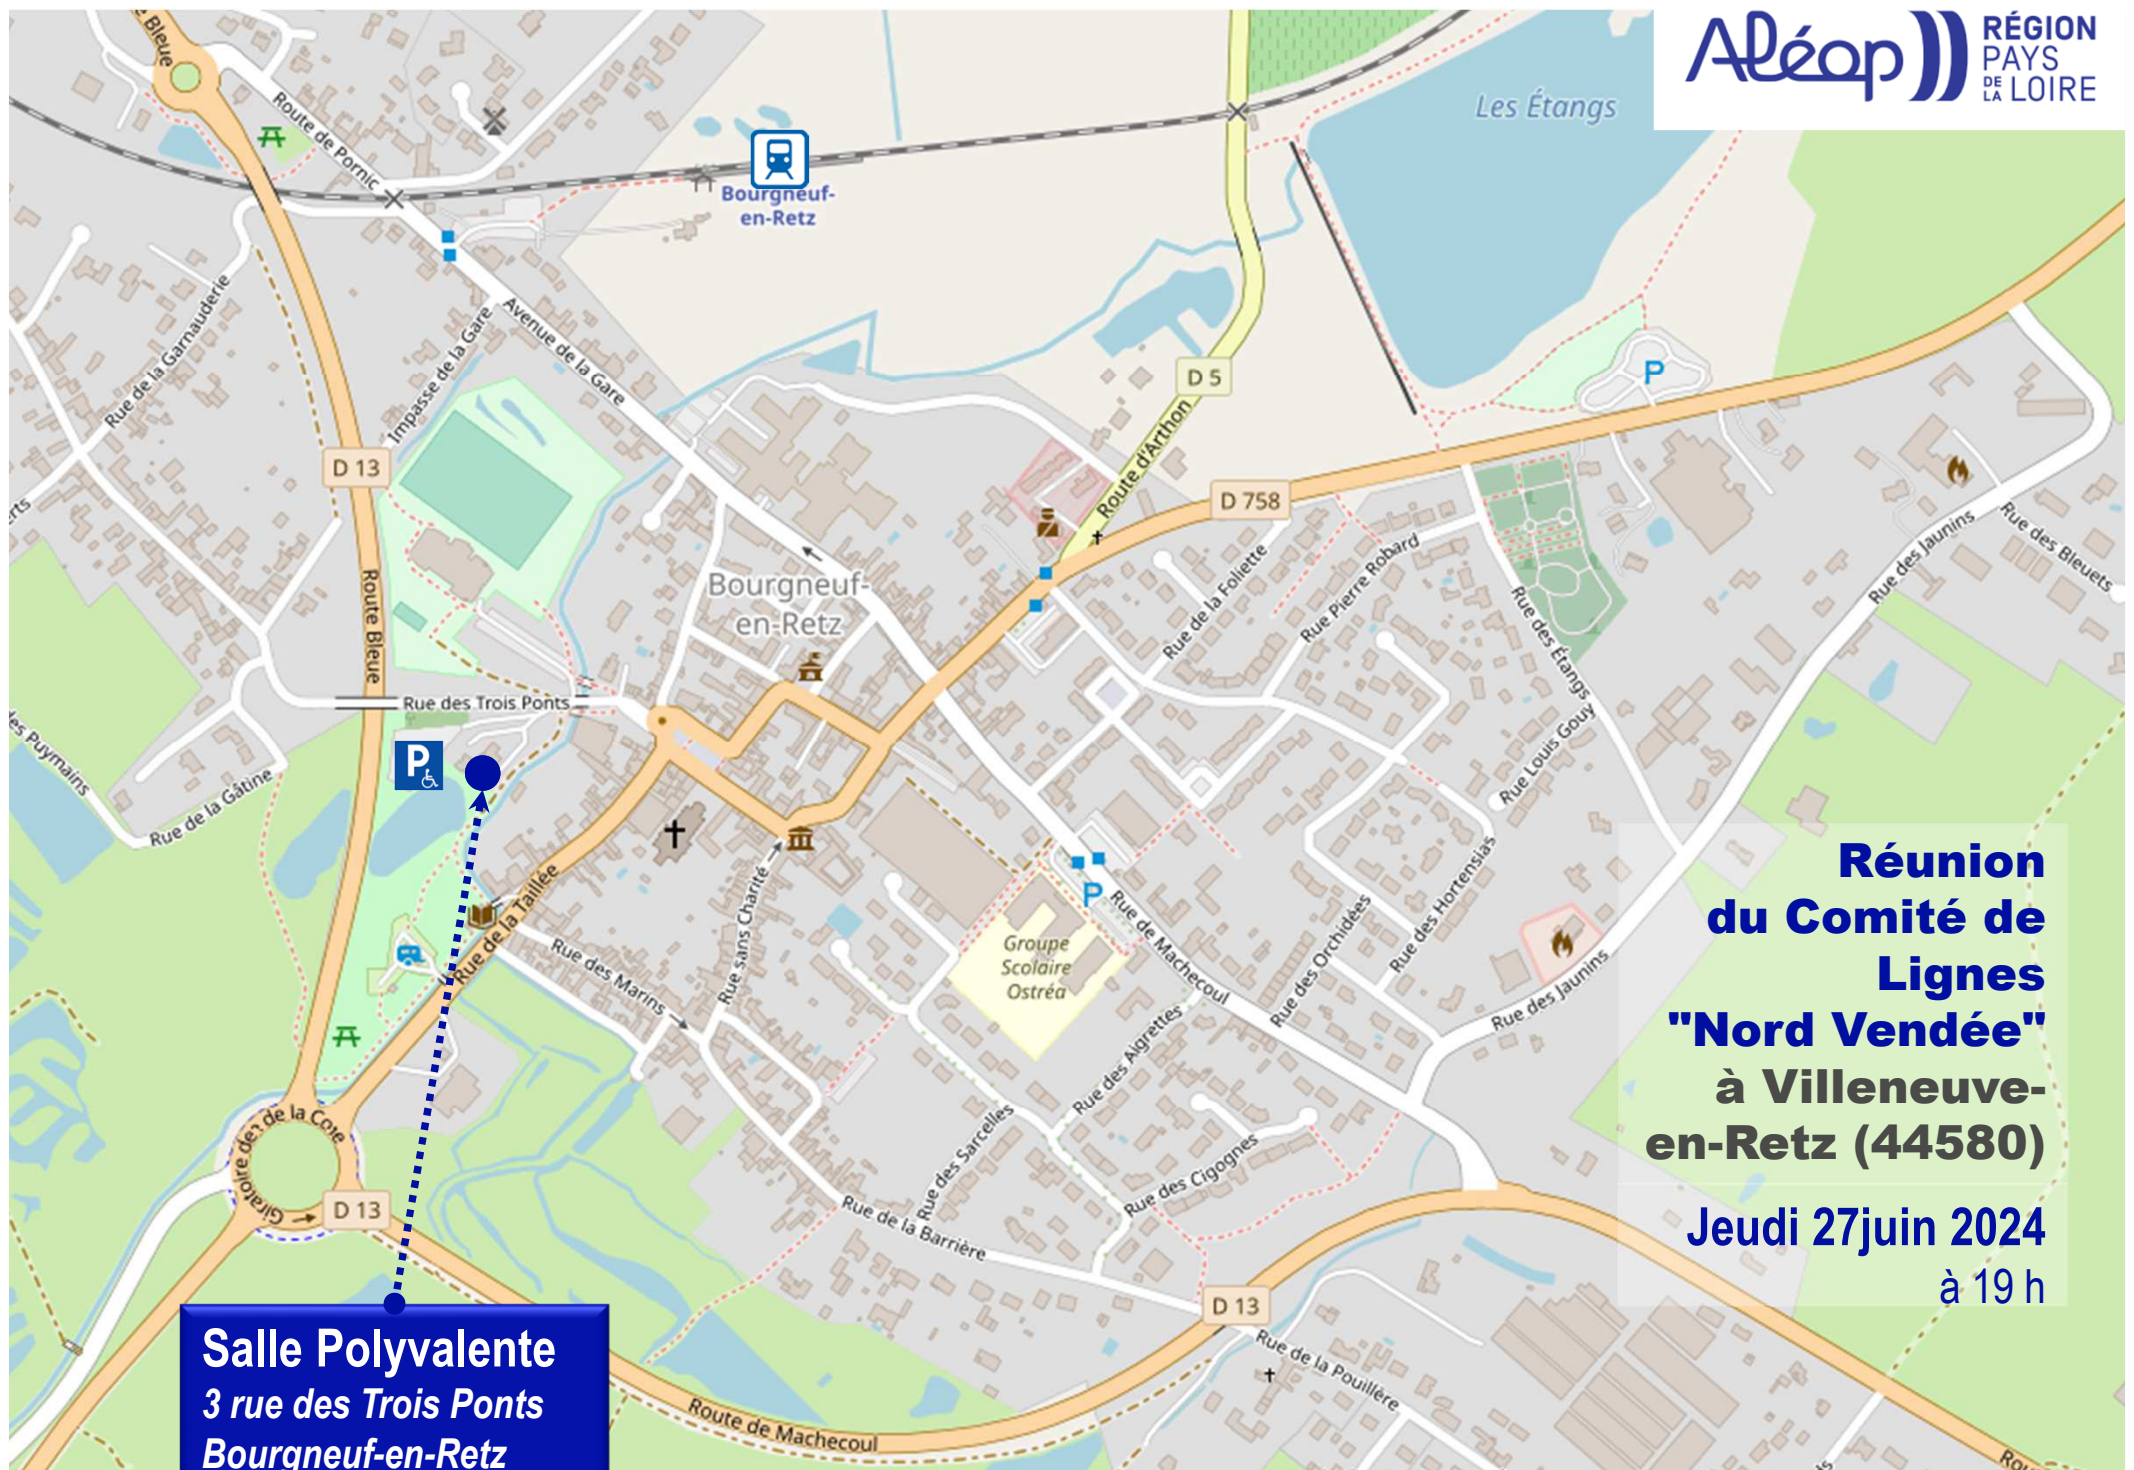 Aléop
RÉGION
PAYS
DE LA LOIRE
Bleue
Route de Pornic
Les Étangs
Bourgneuf-
en-Retz
Rue de la Garnauderie
Impasse de la Gare
Avenue de la Gare
D 5
Route d'Arthon
D 13
D 758
Route Bleue
Bourgneuf-
en-Retz
Rue de la Foliette
Rue Pierre Robard
Rue des Étangs
Rue des Jaunins
Rue des Bleuets
Rue des Trois Ponts
Rue Louis Gouy
Rue de la Gâtine
P
P
Rue de la Taillée
Rue sans Charité
Rue des Marins
P
Groupe
Scolaire
Ostréa
Rue de Machecoul
Rue des Orchidées
Rue des Hortensias
Rue des Jaunins
Rue des Aigrettes
Rue des Sarcelles
Rue des Cigognes
Rue de la Barrière
D 13
D 13
Rue de la Pouillère
Route de Machecoul
Réunion
du Comité de
Lignes
"Nord Vendée"
à Villeneuve-
en-Retz (44580)
Jeudi 27juin 2024
à 19 h
Salle Polyvalente
3 rue des Trois Ponts
Bourgneuf-en-Retz